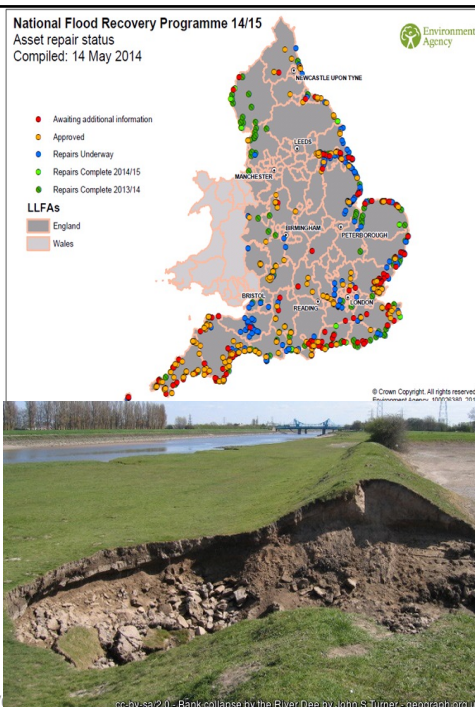 National Flood Recovery Programme 14/15
Asset repair status
Compiled: 14 May 2014
Environment
Agency
NEWCASTLE UPON TYNE
Awaiting additional information
Approved
Repairs Underway
Repairs Complete 2014/15
Repairs Complete 2013/14
LLFAs
England
Wales
LEEDS
MANCHESTER
BIRMINGHAM
PETERBOROUGH
BRISTOL
READING
LONDON
© Crown Copyright. All rights reserved
cc-by-sa/2.0 - Bank collapse by the River Dee by John S Turner - geograph.org.u